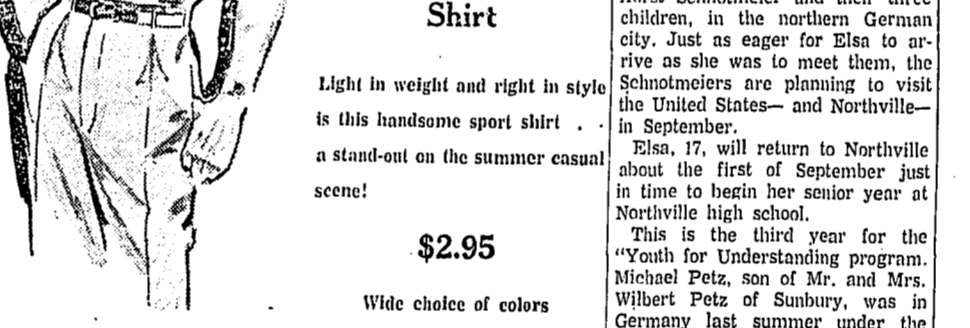 Shirt
Light in weight and right in style
is this handsome sport shirt . .
a stand-out on the summer casual
scene!
$2.95
Wide choice of colors
children, in the northern German
city. Just as eager for Elsa to ar-
rive as she was to meet them, the
Schnotmeiers are planning to visit
the United States— and Northville—
in September.
Elsa, 17, will return to Northville
about the first of September just
in time to begin her senior year at
Northville high school.
This is the third year for the
"Youth for Understanding program.
Michael Petz, son of Mr. and Mrs.
Wilbert Petz of Sunbury, was in
Germany last summer under the